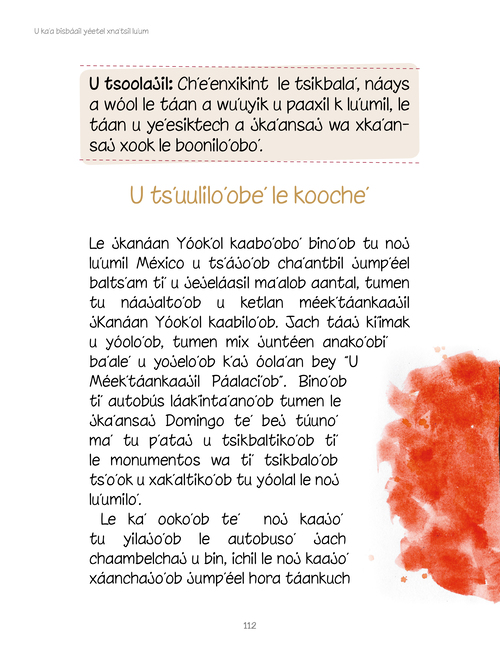 U ka'a bisbáail yéetel xna'tsil lu'um
U tsoolajil: Ch'e'enxikint le tsikbala', náays
a wóol le táan a wu'uyik u paaxil k lu'umil, le
táan u ye'esiktech a jka'ansaj wa xka'an-
saj xook le boonilo'obo'.
U ts'uulilo'obe' le kooche'
Le jkanáan Yóok'ol kaabo'obo' bino'ob tu noj
lu'umil México u ts'ájo'ob cha'antbil jump'éel
balts'am ti' u jejeláasil ma'alob aantal, tumen
tu náajalto'ob u ketlan méek'táankaajil
jKanáan Yóok'ol kaabilo'ob. Jach táaj ki'imak
u yóolo'ob, tumen mix juntéen anako'obi'
ba'ale' u yojelo'ob k'aj óola'an bey "U
Méek'táankaajil Páalaci'ob". Bino'ob
ti' autobús láakinta'ano'ob tumen le
jka'ansaj Domingo te' bej túuno'
ma' tu p'ataj u tsikbaltiko'ob ti'
le monumentos wa ti' tsikbalo'ob
ts'o'ok u xak'altiko'ob tu yóolal le noj
lu'umilo'.
Le ka' ooko'ob te' noj kaajo'
tu yilajo'ob le autobuso' jach
chaambelchaj u bin, ichil le noj kaajo'
xáanchajo'ob jump'éel hora táankuch
112